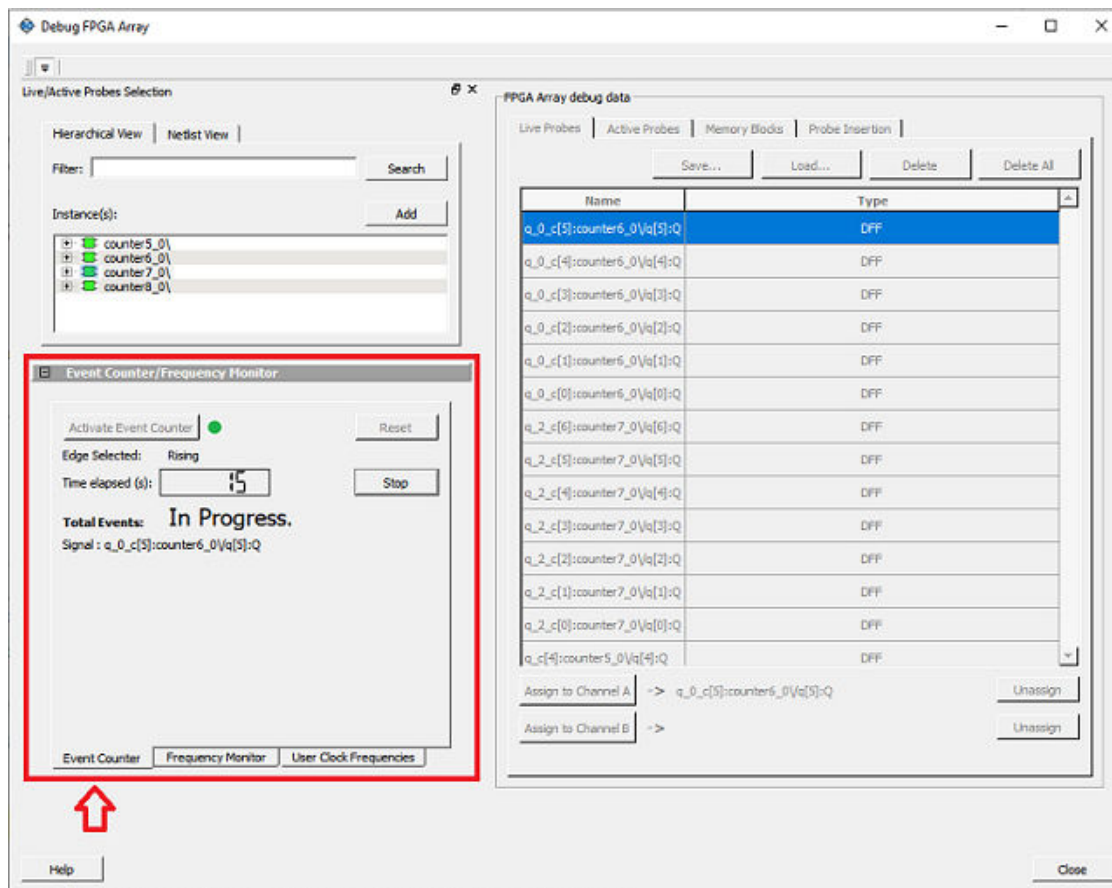 Debug FPGA Array
Live/Active Probes Selection
Hierarchical View
Netlist View
Filter:
Search
Instance(s):
Add
counter5_0\
counter6_0\
counter7_0\
counter8_0\
Event Counter/Frequency Monitor
Activate Event Counter
Reset
Edge Selected: Rising
Time elapsed (s): 15
Stop
Total Events: In Progress.
Signal : q_0_c[5]:counter6_0\/q[5]:Q
Event Counter
Frequency Monitor
User Clock Frequencies
Help
FPGA Array debug data
Live Probes
Active Probes
Memory Blocks
Probe Insertion
Save...
Load...
Delete
Delete All
Name Type
q_0_c[5]:counter6_0\/q[5]:Q DFF
q_0_c[4]:counter6_0\/q[4]:Q DFF
q_0_c[3]:counter6_0\/q[3]:Q DFF
q_0_c[2]:counter6_0\/q[2]:Q DFF
q_0_c[1]:counter6_0\/q[1]:Q DFF
q_0_c[0]:counter6_0\/q[0]:Q DFF
q_2_c[6]:counter7_0\/q[6]:Q DFF
q_2_c[5]:counter7_0\/q[5]:Q DFF
q_2_c[4]:counter7_0\/q[4]:Q DFF
q_2_c[3]:counter7_0\/q[3]:Q DFF
q_2_c[2]:counter7_0\/q[2]:Q DFF
q_2_c[1]:counter7_0\/q[1]:Q DFF
q_2_c[0]:counter7_0\/q[0]:Q DFF
q_c[4]:counter5_0\/q[4]:Q DFF
Assign to Channel A -> q_0_c[5]:counter6_0\/q[5]:Q
Unassign
Assign to Channel B ->
Unassign
Close